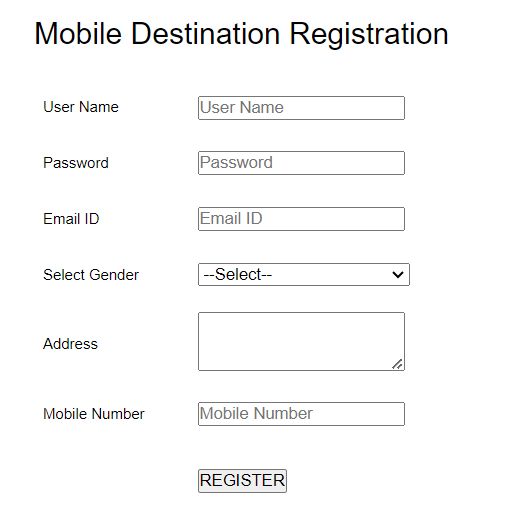 Mobile Destination Registration
User Name User Name
Password Password
Email ID Email ID
Select Gender --Select--
Address
Mobile Number Mobile Number
REGISTER